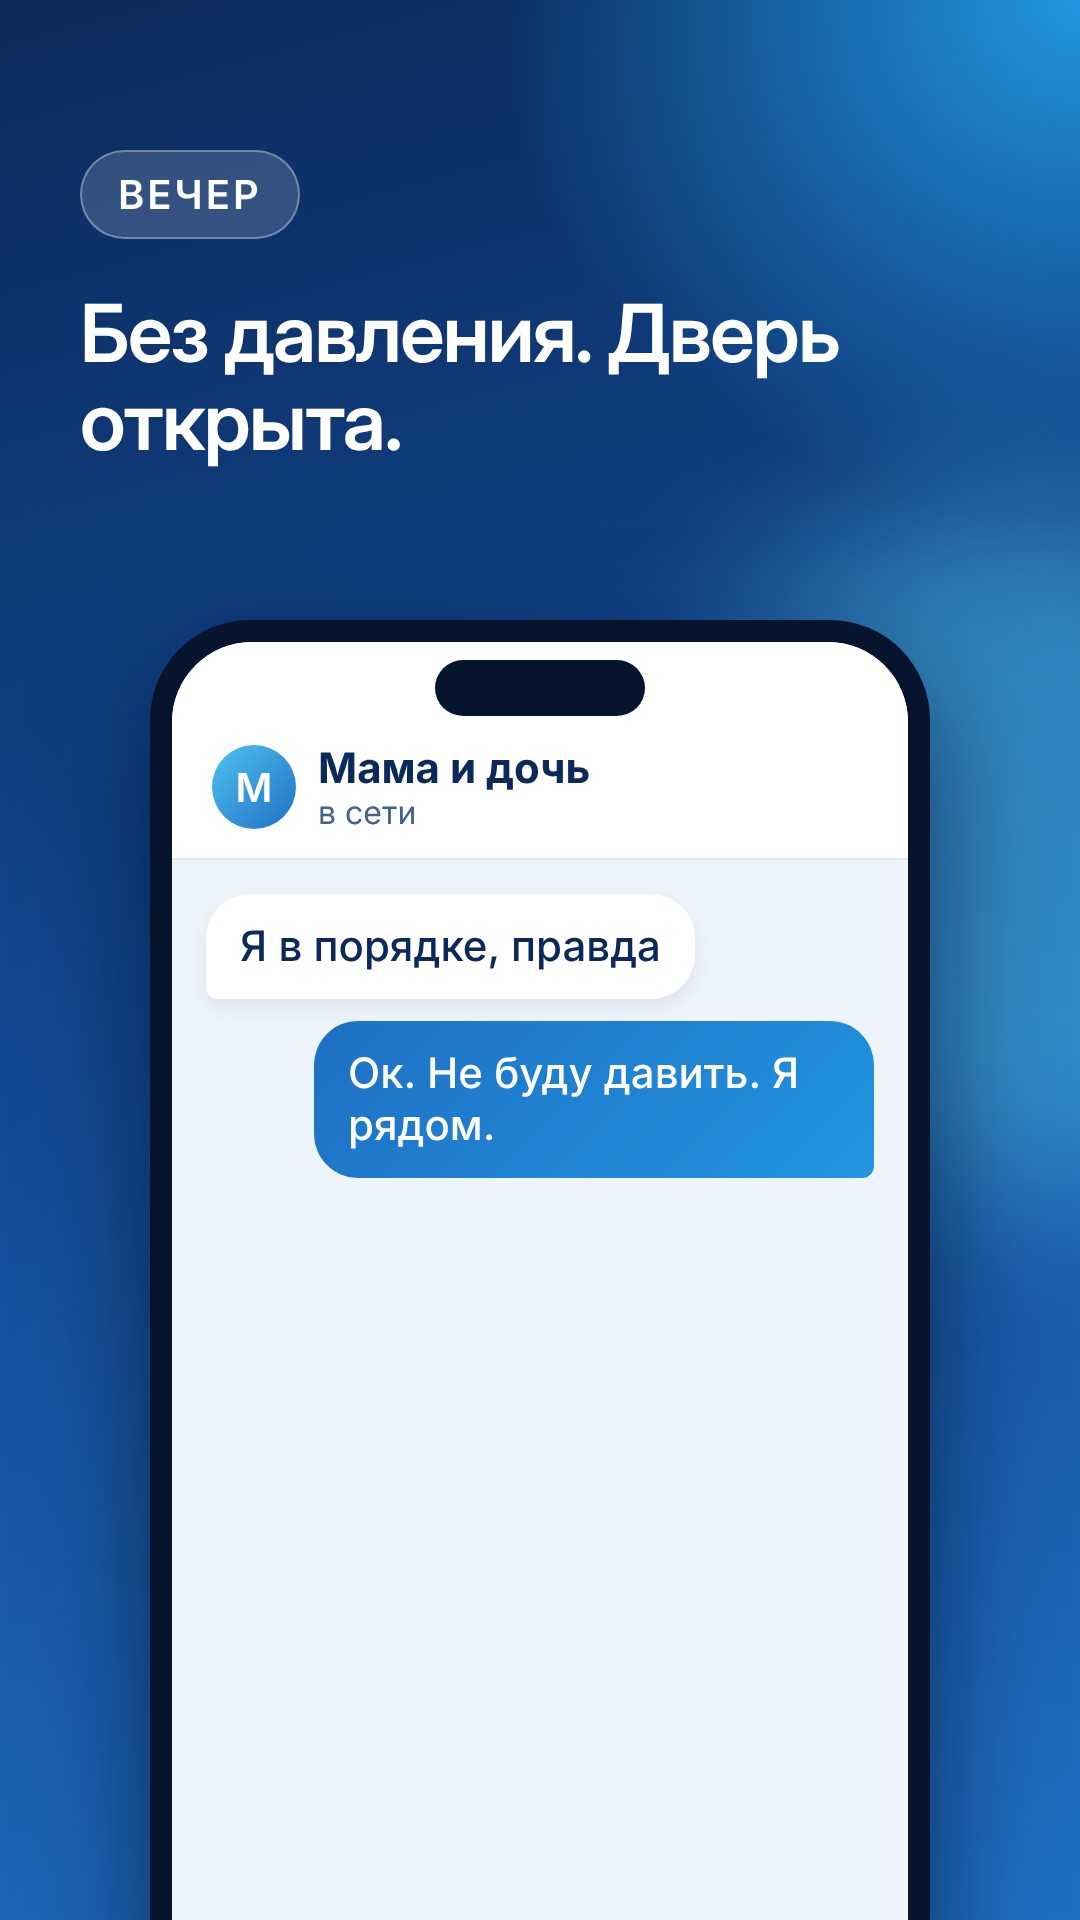 ВЕЧЕР
Без давления. Дверь
открыта.
М
Мама и дочь
в сети
Я в порядке, правда
Ок. Не буду давить. Я
рядом.